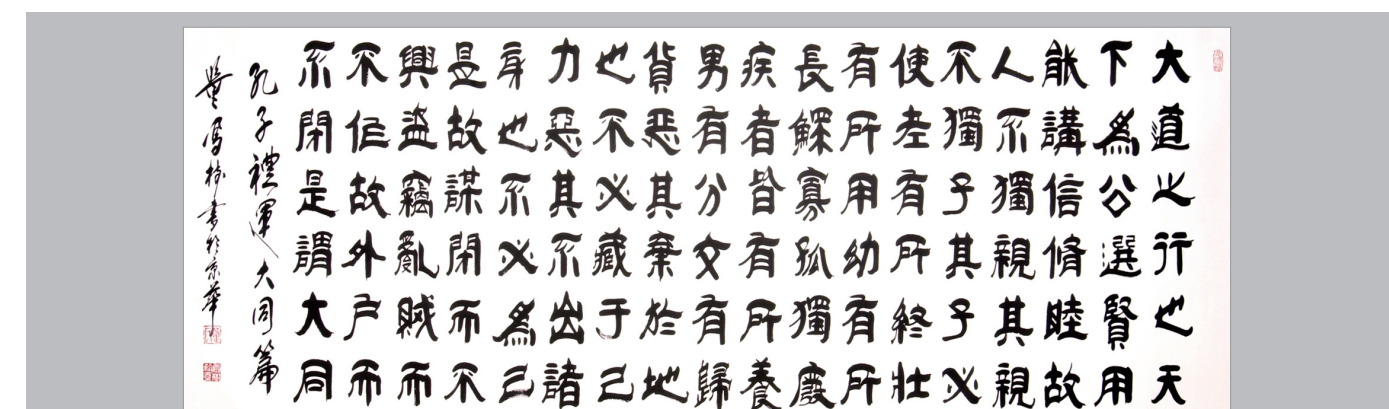 大道之行也天
下為公選賢用
能講信脩睦故
人不獨親其親
不獨子其子必
使老有所終壯
有所用幼有所
長鰥寡孤獨廢
疾者皆有所養
男有分女有歸
貨惡其棄於地
也不必藏于己
力惡其不出諸
身也不必為己
是故謀閉而不
興盜竊亂賊而
不作故外戶而
不閉是謂大同
孔子禮運大同篇
書於京華